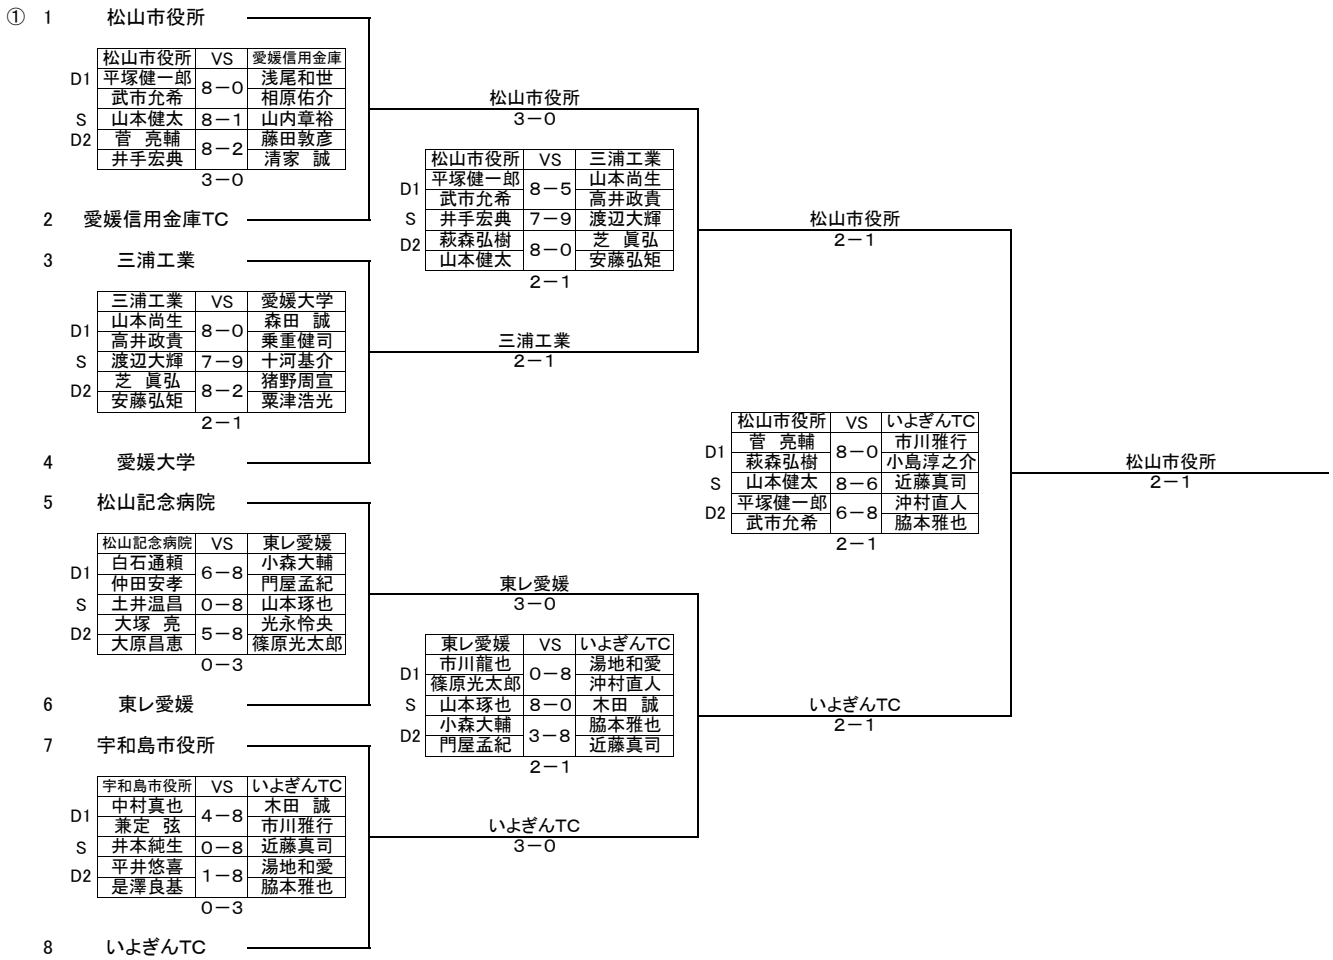 ① 1 松山市役所
松山市役所 VS 愛媛信用金庫
D1 平塚健一郎 8－0 浅尾和世
武市允希 相原佑介
S 山本健太 8－1 山内章裕
D2 菅 亮輔 8－2 藤田敦彦
井手宏典 清家 誠
3－0
2 愛媛信用金庫TC
松山市役所
3－0
松山市役所 VS 三浦工業
D1 平塚健一郎 8－5 山本尚生
武市允希 高井政貴
S 井手宏典 7－9 渡辺大輝
D2 萩森弘樹 8－0 芝 眞弘
山本健太 安藤弘矩
2－1
松山市役所
2－1
3 三浦工業
三浦工業 VS 愛媛大学
D1 山本尚生 8－0 森田 誠
高井政貴 乗重健司
S 渡辺大輝 7－9 十河基介
D2 芝 眞弘 8－2 猪野周宣
安藤弘矩 粟津浩光
2－1
三浦工業
2－1
4 愛媛大学
松山市役所 VS いよぎんTC
D1 菅 亮輔 8－0 市川雅行
萩森弘樹 小島淳之介
S 山本健太 8－6 近藤真司
D2 平塚健一郎 6－8 沖村直人
武市允希 脇本雅也
2－1
松山市役所
2－1
5 松山記念病院
松山記念病院 VS 東レ愛媛
D1 白石通頼 6－8 小森大輔
仲田安孝 門屋孟紀
S 土井温昌 0－8 山本琢也
D2 大塚 亮 5－8 光永怜央
大原昌恵 篠原光太郎
0－3
6 東レ愛媛
東レ愛媛
3－0
東レ愛媛 VS いよぎんTC
D1 市川龍也 0－8 湯地和愛
篠原光太郎 沖村直人
S 山本琢也 8－0 木田 誠
D2 小森大輔 3－8 脇本雅也
門屋孟紀 近藤真司
2－1
いよぎんTC
2－1
7 宇和島市役所
宇和島市役所 VS いよぎんTC
D1 中村真也 4－8 木田 誠
兼定 弦 市川雅行
S 井本純生 0－8 近藤真司
D2 平井悠喜 1－8 湯地和愛
是澤良基 脇本雅也
0－3
いよぎんTC
3－0
8 いよぎんTC